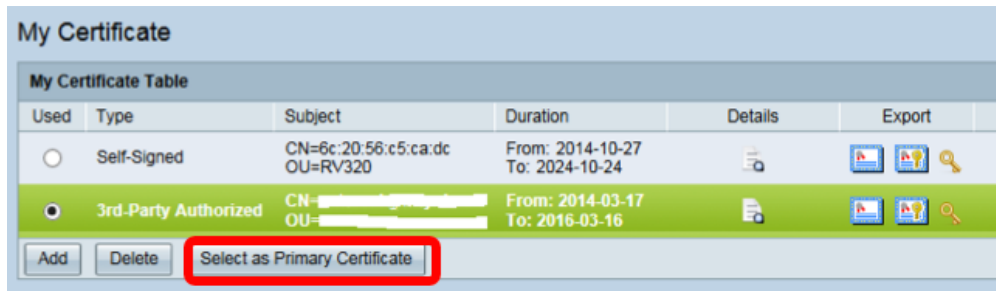 My Certificate
My Certificate Table
Used Type Subject Duration Details Export
Self-Signed CN=6c:20:56:c5:ca:dc From: 2014-10-27
OU=RV320 To: 2024-10-24
3rd-Party Authorized CN= From: 2014-03-17
OU= To: 2016-03-16
Add Delete Select as Primary Certificate